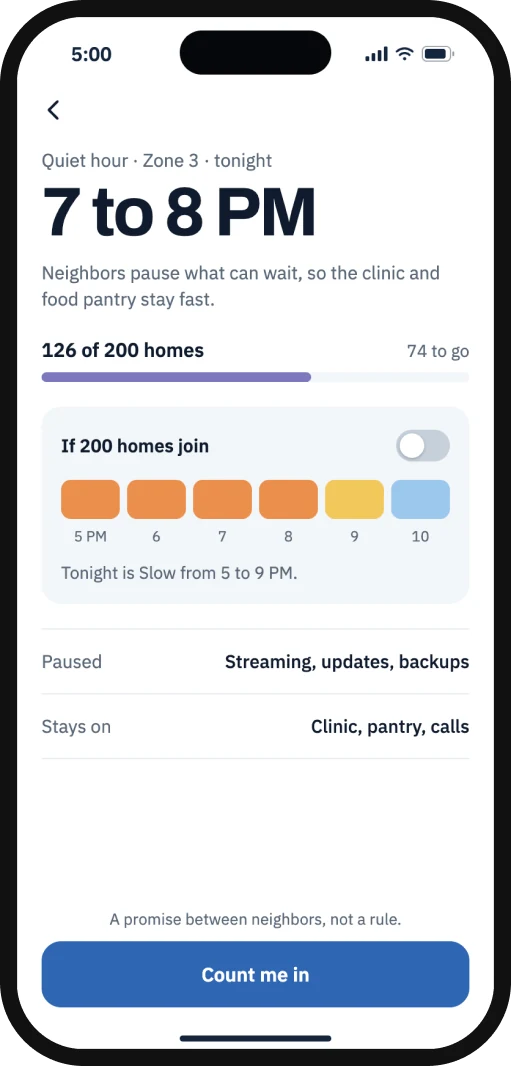 5:00
Quiet hour · Zone 3 · tonight
7 to 8 PM
Neighbors pause what can wait, so the clinic and
food pantry stay fast.
126 of 200 homes 74 to go
If 200 homes join
5 PM 6 7 8 9 10
Tonight is Slow from 5 to 9 PM.
Paused Streaming, updates, backups
Stays on Clinic, pantry, calls
A promise between neighbors, not a rule.
Count me in